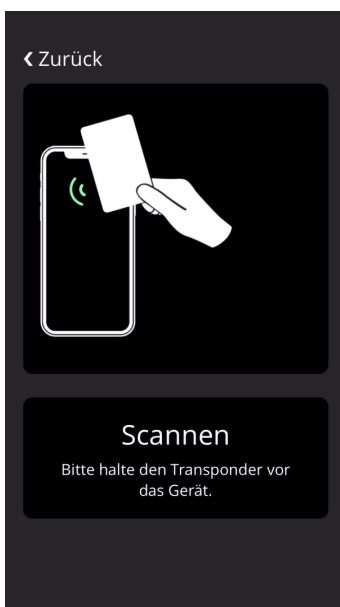 Zurück
Scannen
Bitte halte den Transponder vor
das Gerät.